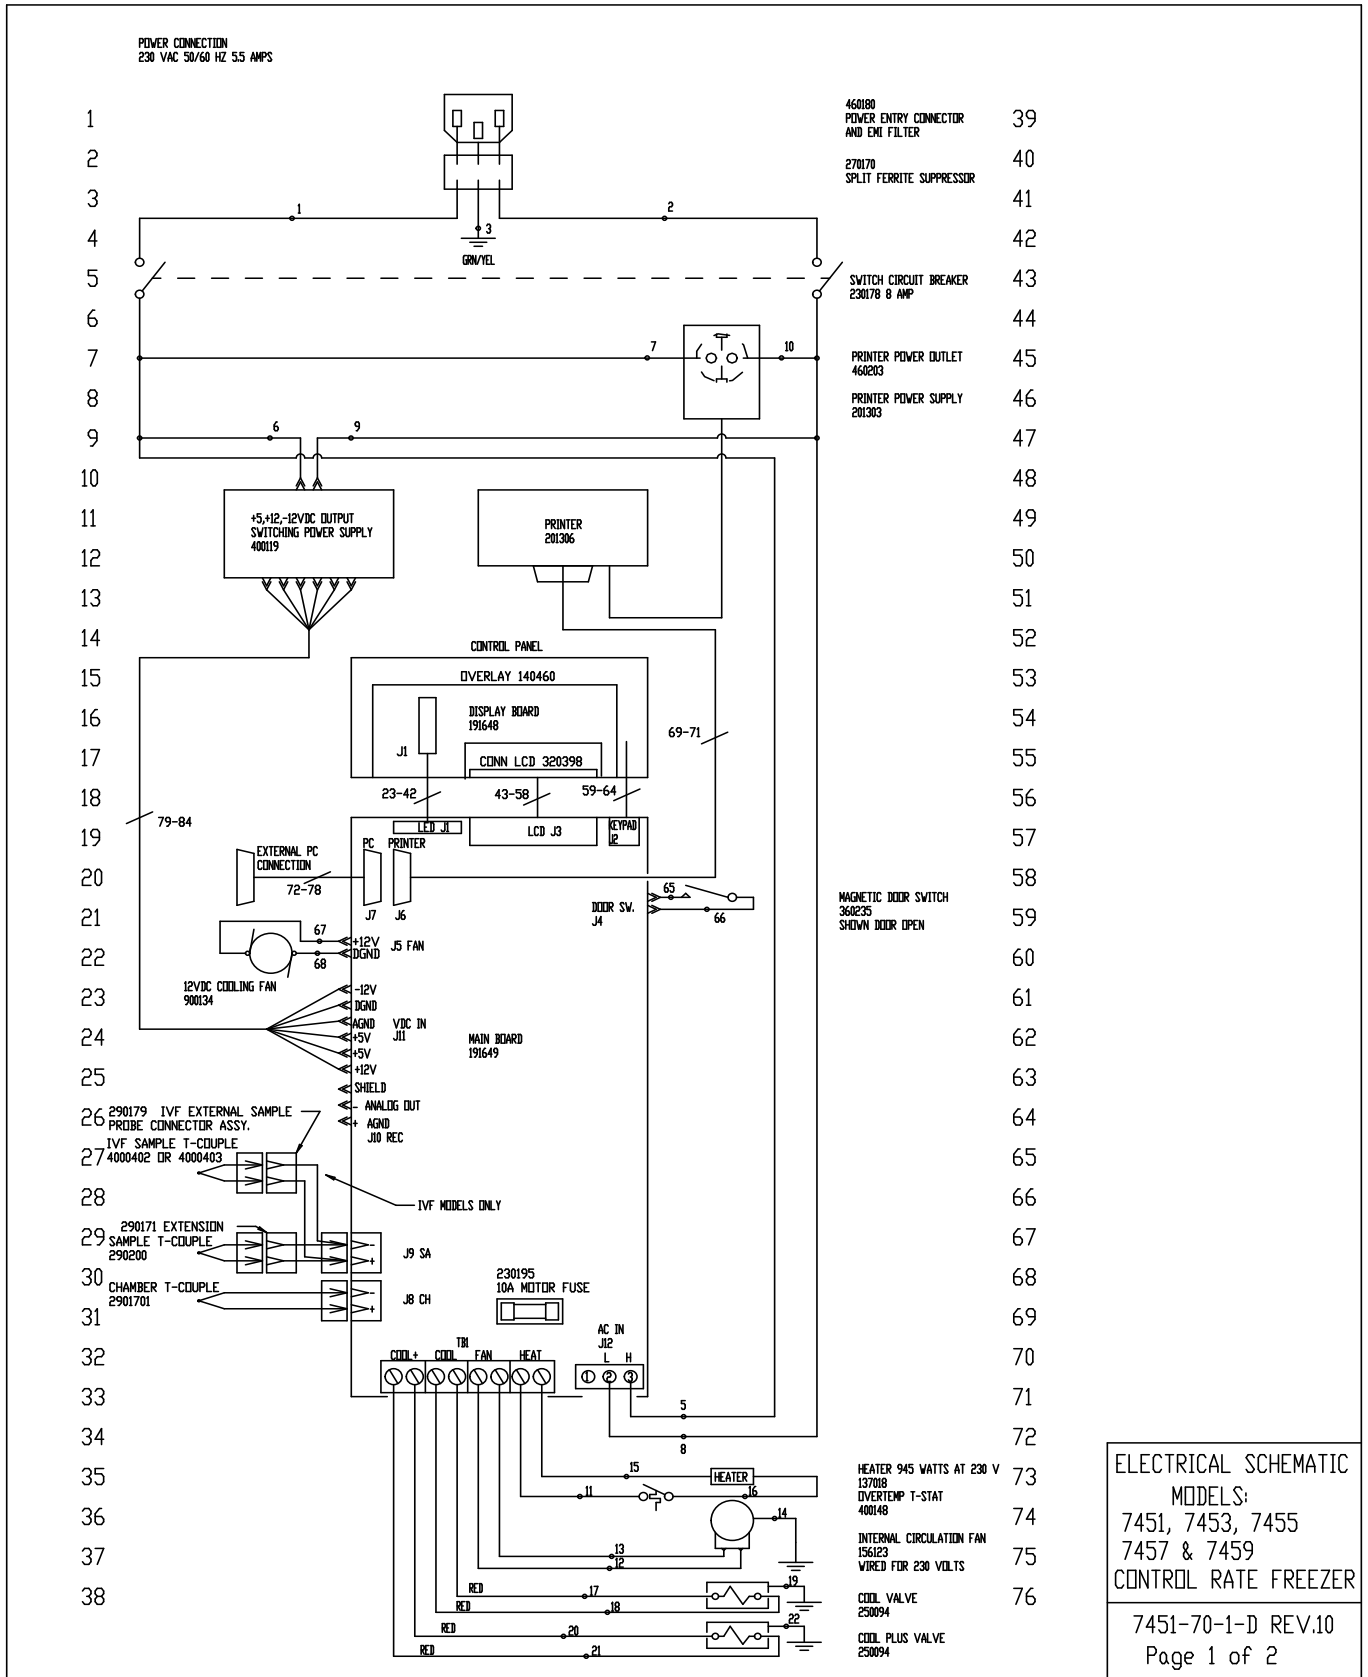 POWER CONNECTION
230 VAC 50/60 HZ 5.5 AMPS
1
2
3
4
5
6
7
8
9
10
11
12
13
14
15
16
17
18
19
20
21
22
23
24
25
26
27
28
29
30
31
32
33
34
35
36
37
38
1
2
3
GRN/YEL
7
10
6
9
+5,+12,-12VDC OUTPUT
SWITCHING POWER SUPPLY
400119
PRINTER
201306
CONTROL PANEL
OVERLAY 140460
DISPLAY BOARD
191648
J1
CONN LCD 320398
69-71
23-42
43-58
59-64
79-84
LED J1
LCD J3
KEYPAD
J2
EXTERNAL PC
CONNECTION
72-78
PC
PRINTER
J7
J6
DOOR SW.
J4
65
66
67
68
+12V
DGND
J5 FAN
12VDC COOLING FAN
900134
-12V
DGND
AGND
+5V
+5V
+12V
VDC IN
J11
MAIN BOARD
191649
SHIELD
- ANALOG OUT
+ AGND
J10 REC
290179 IVF EXTERNAL SAMPLE
PROBE CONNECTOR ASSY.
IVF SAMPLE T-COUPLE
4000402 OR 4000403
IVF MODELS ONLY
290171 EXTENSION
SAMPLE T-COUPLE
290200
-
+
J9 SA
CHAMBER T-COUPLE
2901701
-
+
J8 CH
230195
10A MOTOR FUSE
TB1
COOL+
COOL
FAN
HEAT
AC IN
J12
L H
1 2 3
5
8
15
HEATER
11
16
14
13
12
RED
17
19
RED
18
RED
20
22
RED
21
460180
POWER ENTRY CONNECTOR
AND EMI FILTER
270170
SPLIT FERRITE SUPPRESSOR
SWITCH CIRCUIT BREAKER
230178 8 AMP
PRINTER POWER OUTLET
460203
PRINTER POWER SUPPLY
201303
MAGNETIC DOOR SWITCH
360235
SHOWN DOOR OPEN
HEATER 945 WATTS AT 230 V
137018
OVERTEMP T-STAT
400148
INTERNAL CIRCULATION FAN
156123
WIRED FOR 230 VOLTS
COOL VALVE
250094
COOL PLUS VALVE
250094
39
40
41
42
43
44
45
46
47
48
49
50
51
52
53
54
55
56
57
58
59
60
61
62
63
64
65
66
67
68
69
70
71
72
73
74
75
76
ELECTRICAL SCHEMATIC
MODELS:
7451, 7453, 7455
7457 & 7459
CONTROL RATE FREEZER
7451-70-1-D REV.10
Page 1 of 2